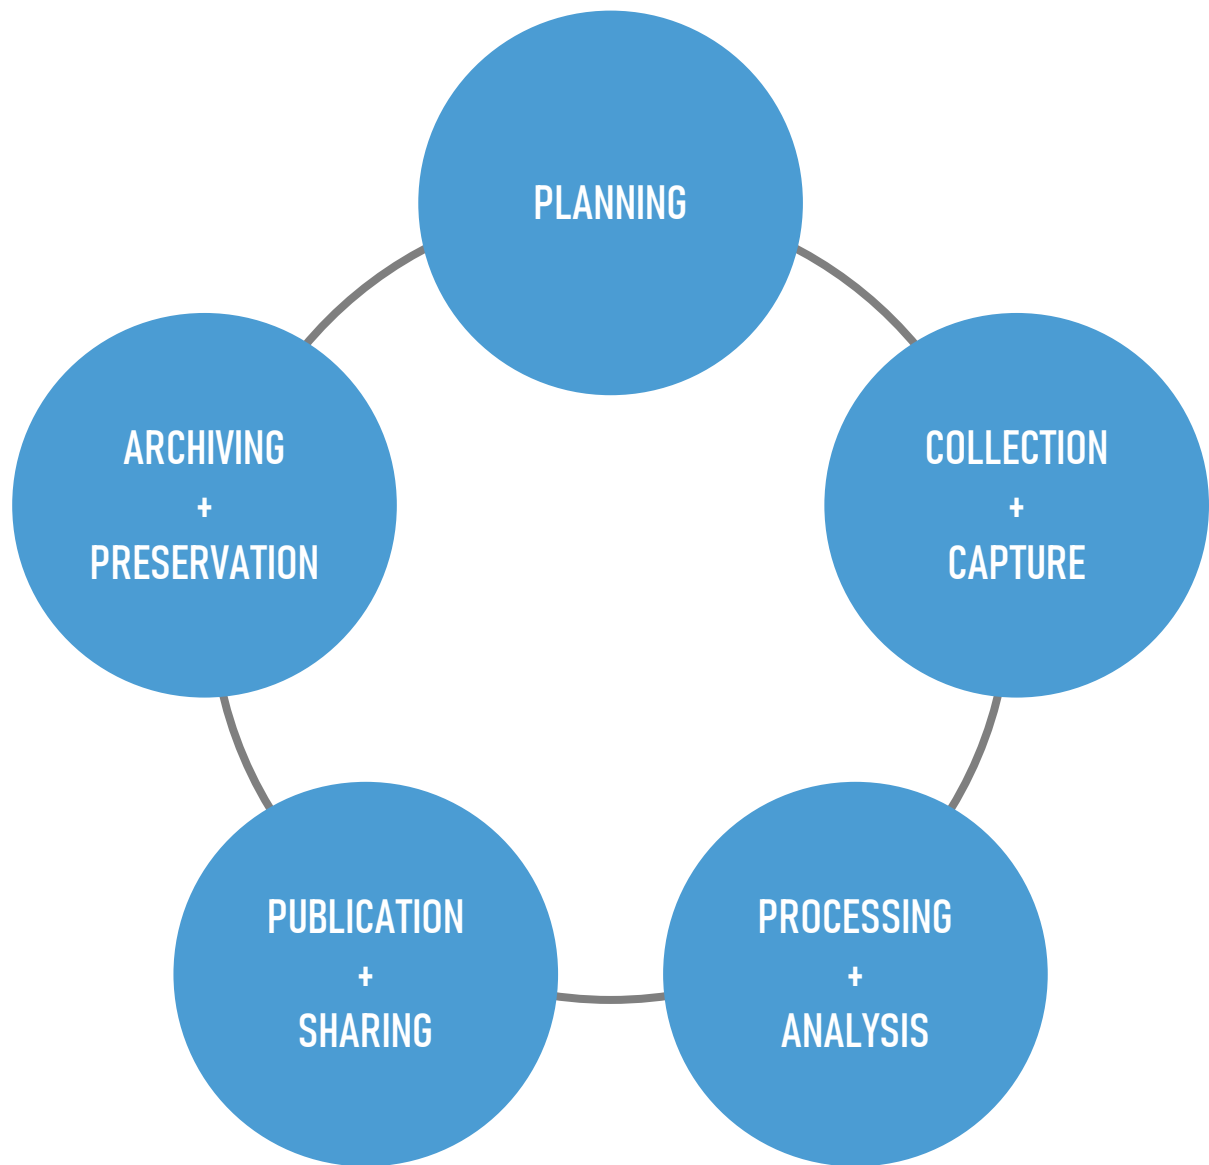 PLANNING
COLLECTION
+
CAPTURE
PROCESSING
+
ANALYSIS
PUBLICATION
+
SHARING
ARCHIVING
+
PRESERVATION